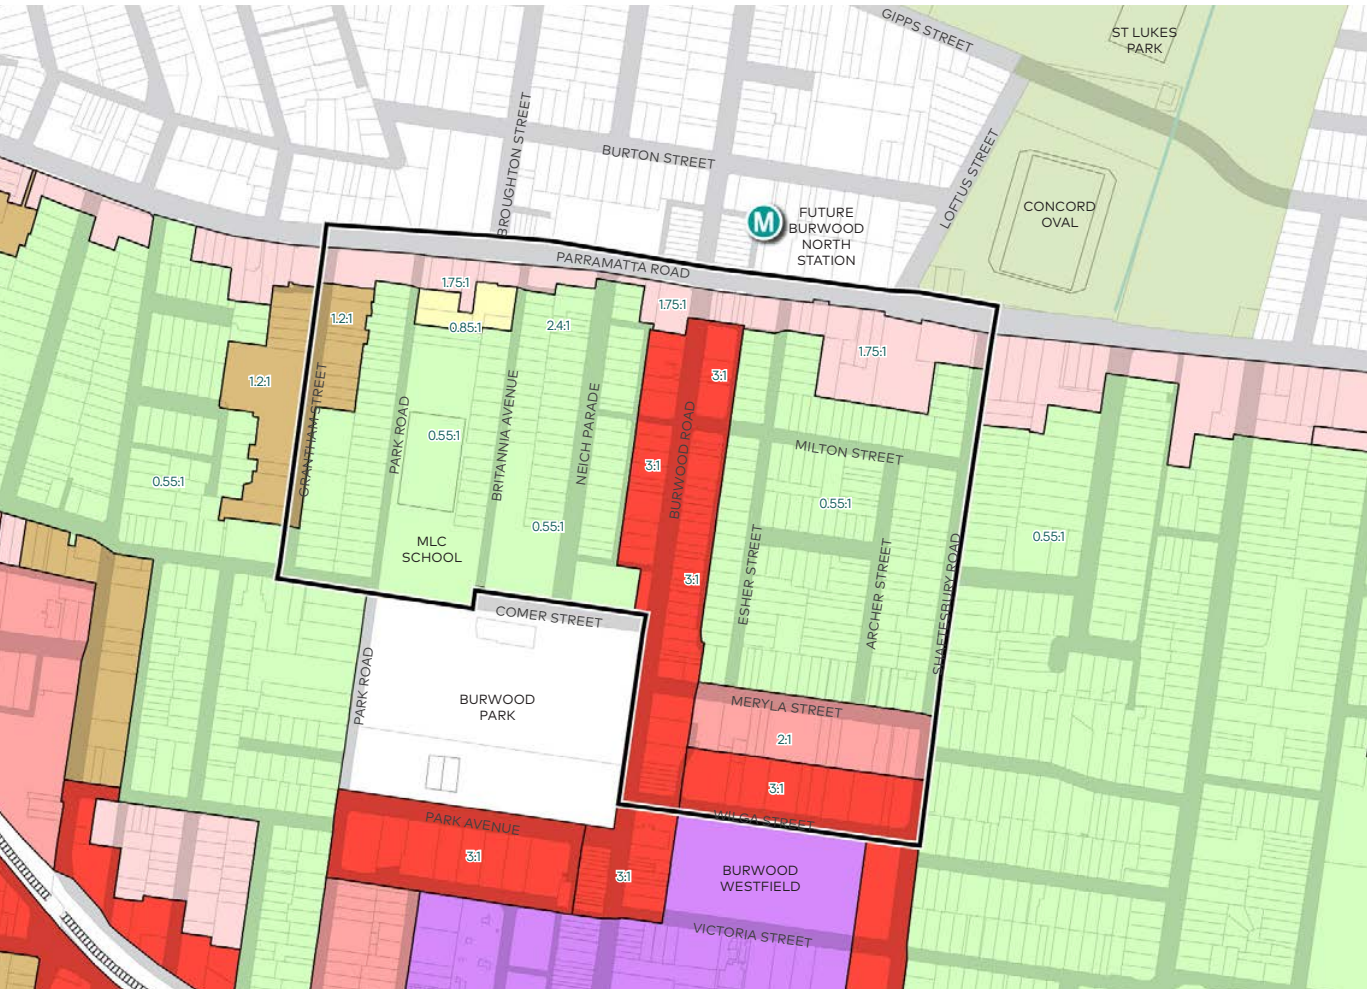 GIPPS STREET
ST LUKES
PARK
BROUGHTON STREET
BURTON STREET
LOFTUS STREET
M
FUTURE
BURWOOD
NORTH
STATION
CONCORD
OVAL
PARRAMATTA ROAD
1.75:1
1.75:1
1.2:1
0.85:1
2.4:1
1.75:1
1.2:1
3:1
GRANTHAM STREET
PARK ROAD
0.55:1
BRITANNIA AVENUE
NEICH PARADE
3:1
BURWOOD ROAD
MILTON STREET
0.55:1
0.55:1
0.55:1
0.55:1
MLC
SCHOOL
3:1
ESHER STREET
ARCHER STREET
SHAFTESBURY ROAD
COMER STREET
PARK ROAD
BURWOOD
PARK
MERYLA STREET
2:1
3:1
WILGA STREET
PARK AVENUE
3:1
3:1
BURWOOD
WESTFIELD
VICTORIA STREET